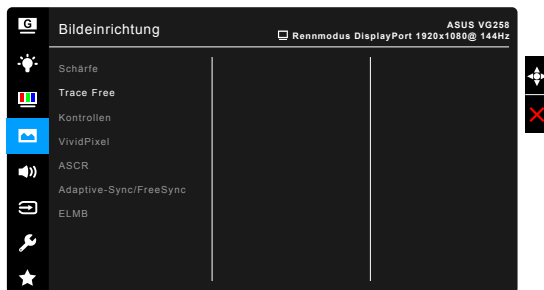 G
Bildeinrichtung
ASUS VG258
Rennmodus DisplayPort 1920x1080@ 144Hz
Schärfe
Trace Free
Kontrollen
VividPixel
ASCR
Adaptive-Sync/FreeSync
ELMB